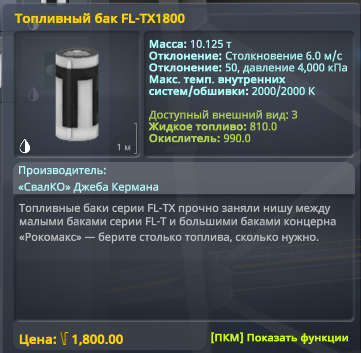 Топливный бак FL-TX1800
Масса: 10.125 т
Отклонение: Столкновение 6.0 м/с
Отклонение: 50, давление 4,000 кПа
Макс. темп. внутренних
систем/обшивки: 2000/2000 К
Доступный внешний вид: 3
Жидкое топливо: 810.0
Окислитель: 990.0
1 м
Производитель:
«СвалКО» Джеба Кермана
Топливные баки серии FL-TX прочно заняли нишу между
малыми баками серии FL-T и большими баками концерна
«Рокомакс» — берите столько топлива, сколько нужно.
Цена: 1,800.00
[ПКМ] Показать функции